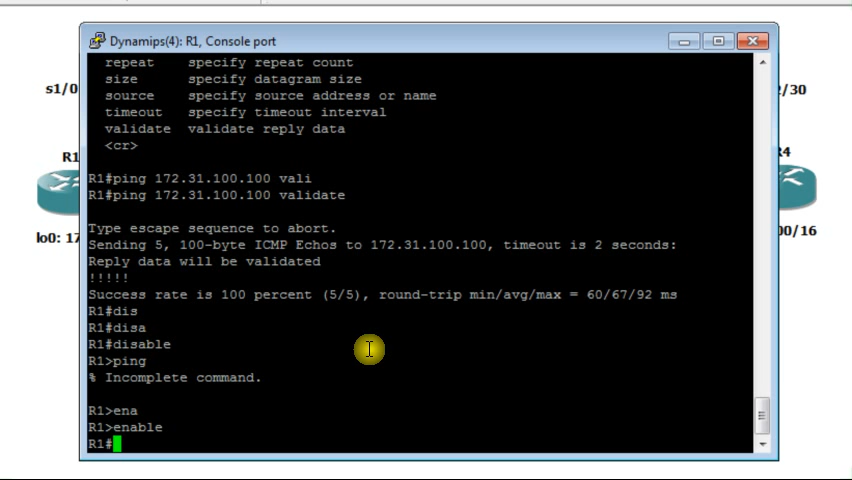 Dynamips(4): R1, Console port
repeat specify repeat count
size specify datagram size
source specify source address or name
timeout specify timeout interval
validate validate reply data
<cr>
R1#ping 172.31.100.100 vali
R1#ping 172.31.100.100 validate
Type escape sequence to abort.
Sending 5, 100-byte ICMP Echos to 172.31.100.100, timeout is 2 seconds:
Reply data will be validated
!!!!!
Success rate is 100 percent (5/5), round-trip min/avg/max = 60/67/92 ms
R1#dis
R1#disa
R1#disable
R1>ping
% Incomplete command.
R1>ena
R1>enable
R1#
s1/0
R1
lo0: 17
/30
R4
00/16